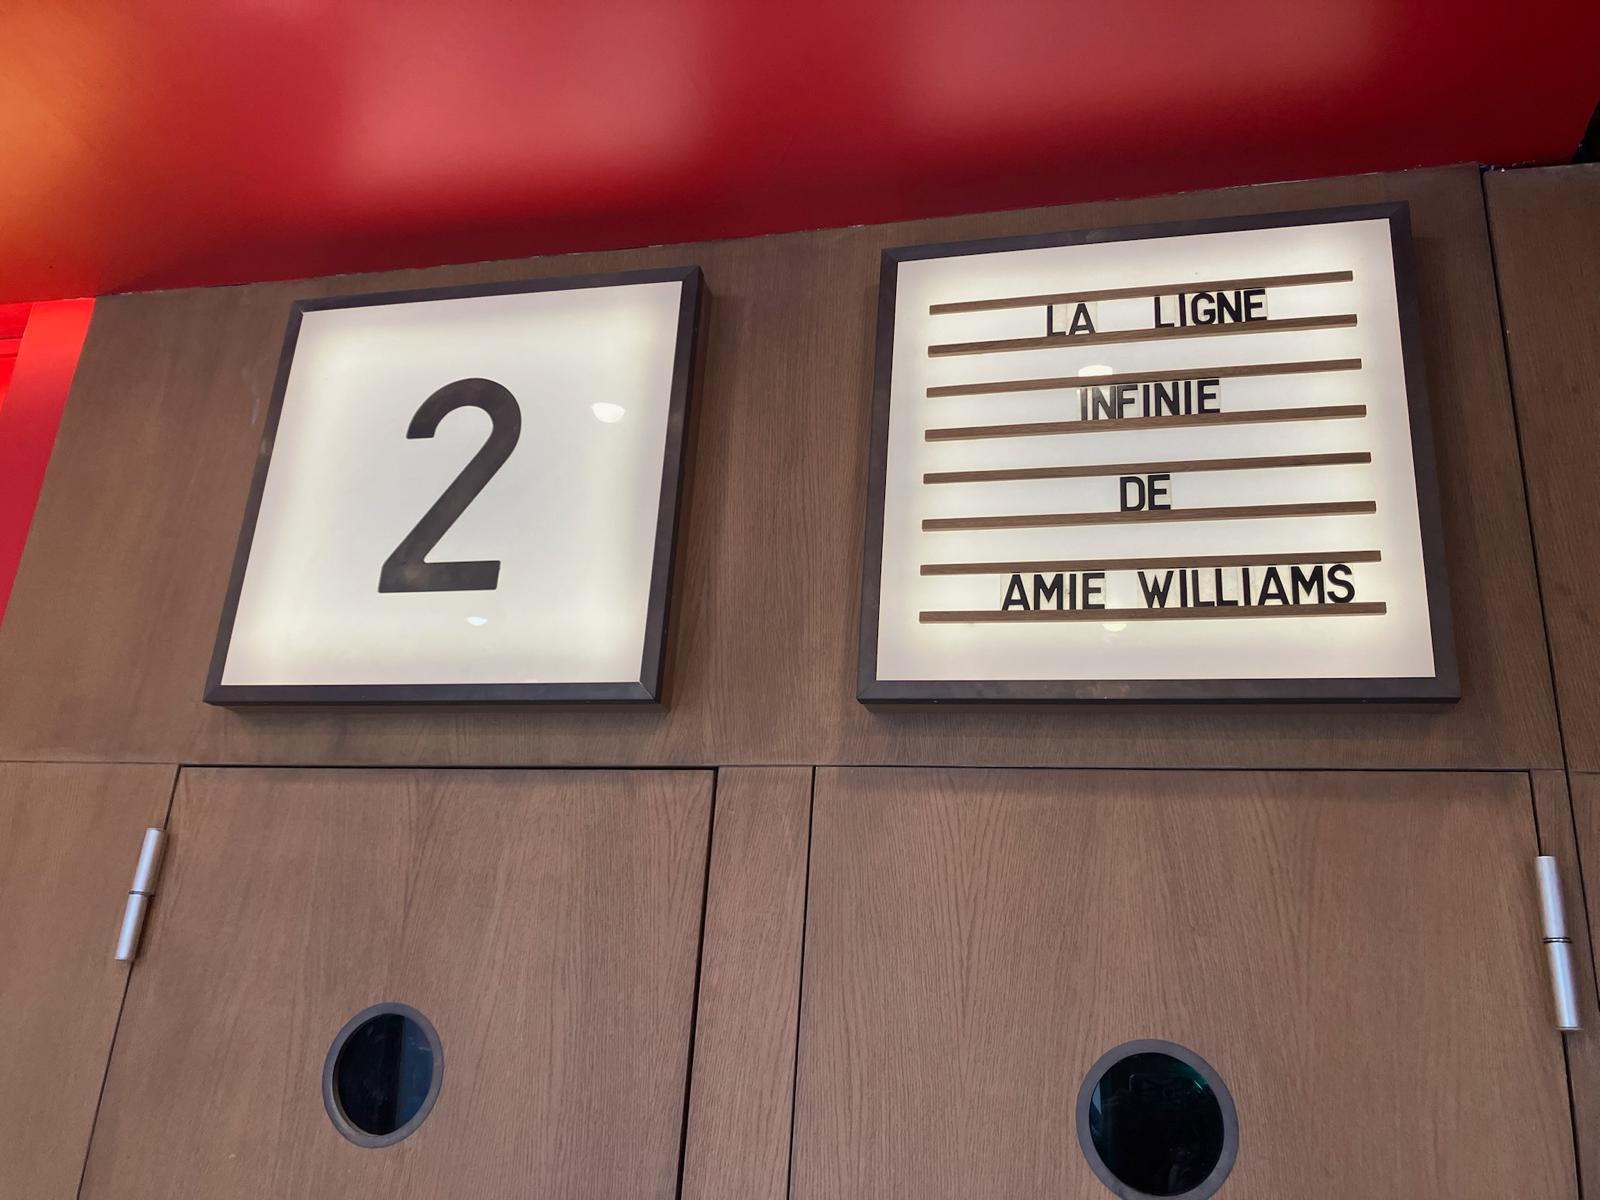 2
LA LIGNE
INFINIE
DE
AMIE WILLIAMS